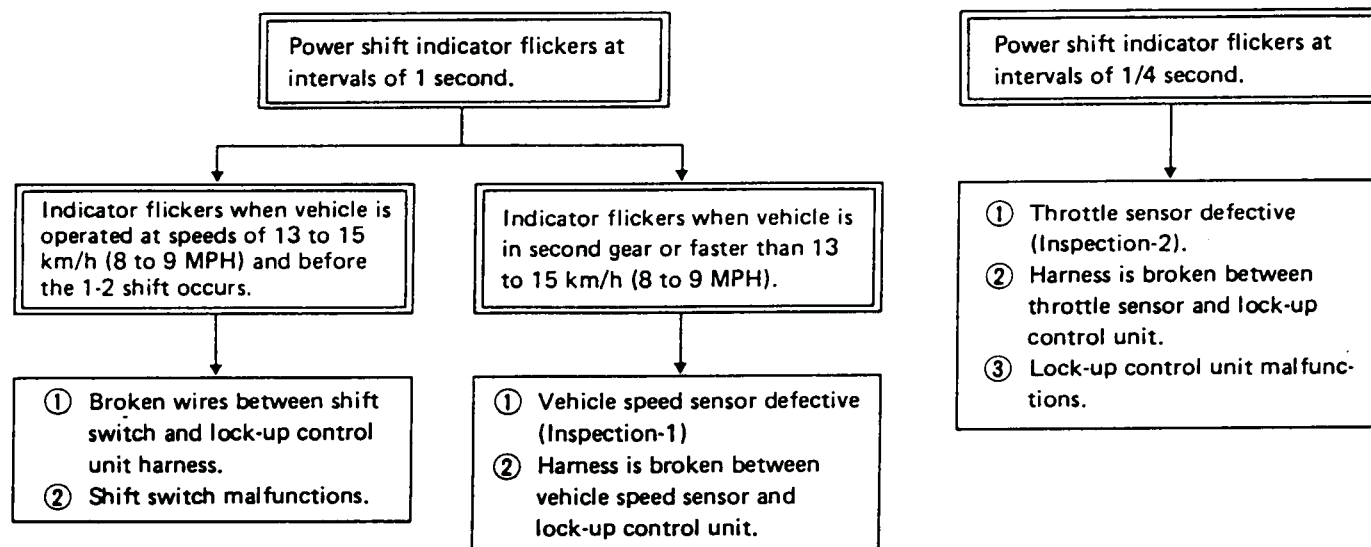 Power shift indicator flickers at
intervals of 1 second.
Indicator flickers when vehicle is
operated at speeds of 13 to 15
km/h (8 to 9 MPH) and before
the 1-2 shift occurs.
① Broken wires between shift
switch and lock-up control
unit harness.
② Shift switch malfunctions.
Indicator flickers when vehicle is
in second gear or faster than 13
to 15 km/h (8 to 9 MPH).
① Vehicle speed sensor defective
(Inspection-1)
② Harness is broken between
vehicle speed sensor and
lock-up control unit.
Power shift indicator flickers at
intervals of 1/4 second.
① Throttle sensor defective
(Inspection-2).
② Harness is broken between
throttle sensor and lock-up
control unit.
③ Lock-up control unit malfunc-
tions.